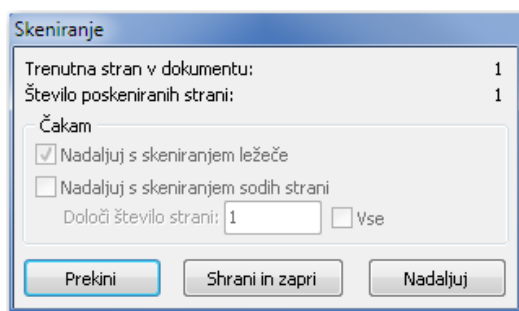 Skeniranje
Trenutna stran v dokumentu: 1
Število poskeniranih strani: 1
Čakam
Nadaljuj s skeniranjem ležeče
Nadaljuj s skeniranjem sodih strani
Določi število strani: 1 Vse
Prekini Shrani in zapri Nadaljuj